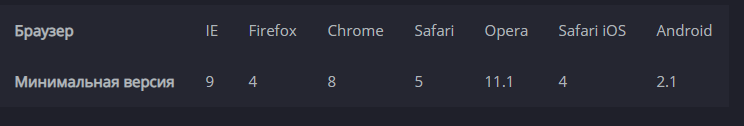 Браузер IE Firefox Chrome Safari Opera Safari iOS Android
Минимальная версия 9 4 8 5 11.1 4 2.1